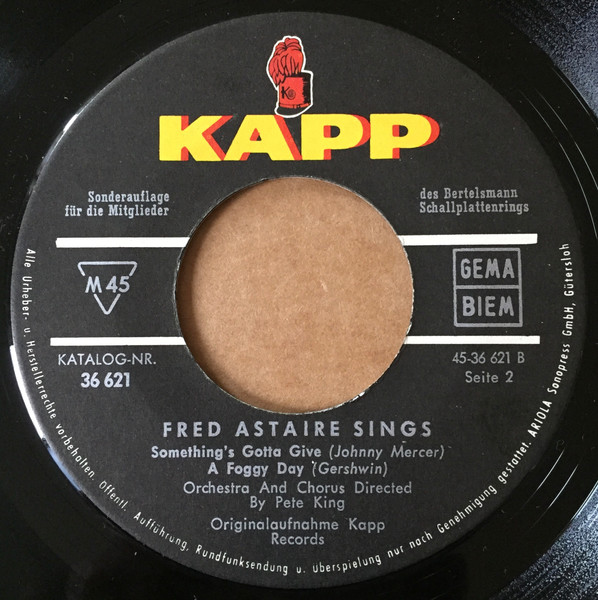 K
KAPP
Sonderauflage
für die Mitglieder
des Bertelsmann
Schallplattenrings
M 45
GEMA
BIEM
KATALOG-NR.
36 621
45-36 621 B
Seite 2
FRED ASTAIRE SINGS
Something's Gotta Give (Johnny Mercer)
A Foggy Day (Gershwin)
Orchestra And Chorus Directed
By Pete King
Originalaufnahme Kapp
Records
Alle Urheber- u. Herstellerrechte vorbehalten. Öffentl. Aufführung, Rundfunksendung u. Überspielung nur nach Genehmigung gestattet. ARIOLA Sonopress GmbH, Gütersloh